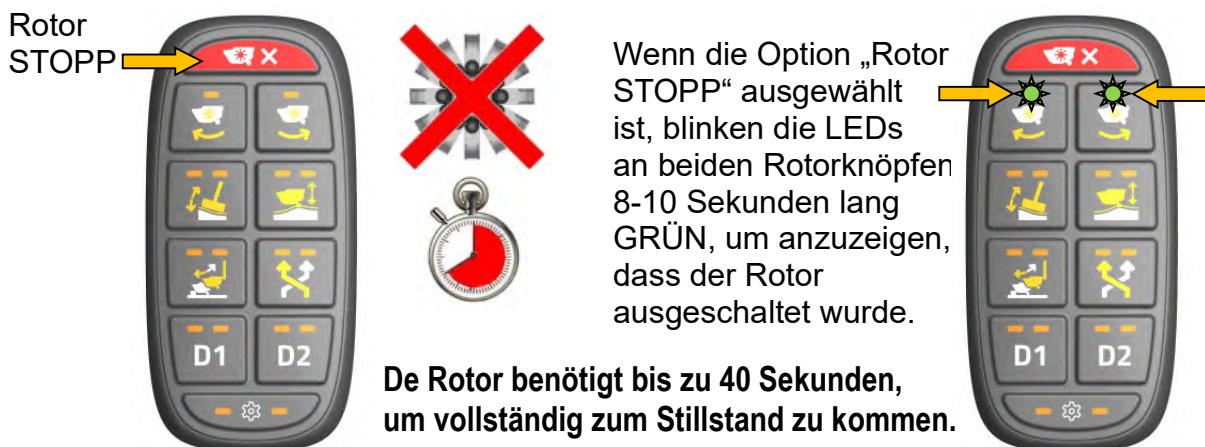 Rotor
STOPP
Wenn die Option „Rotor
STOPP“ ausgewählt
ist, blinken die LEDs
an beiden Rotorknöpfen
8-10 Sekunden lang
GRÜN, um anzuzeigen,
dass der Rotor
ausgeschaltet wurde.
De Rotor benötigt bis zu 40 Sekunden,
um vollständig zum Stillstand zu kommen.
D1 D2
D1 D2